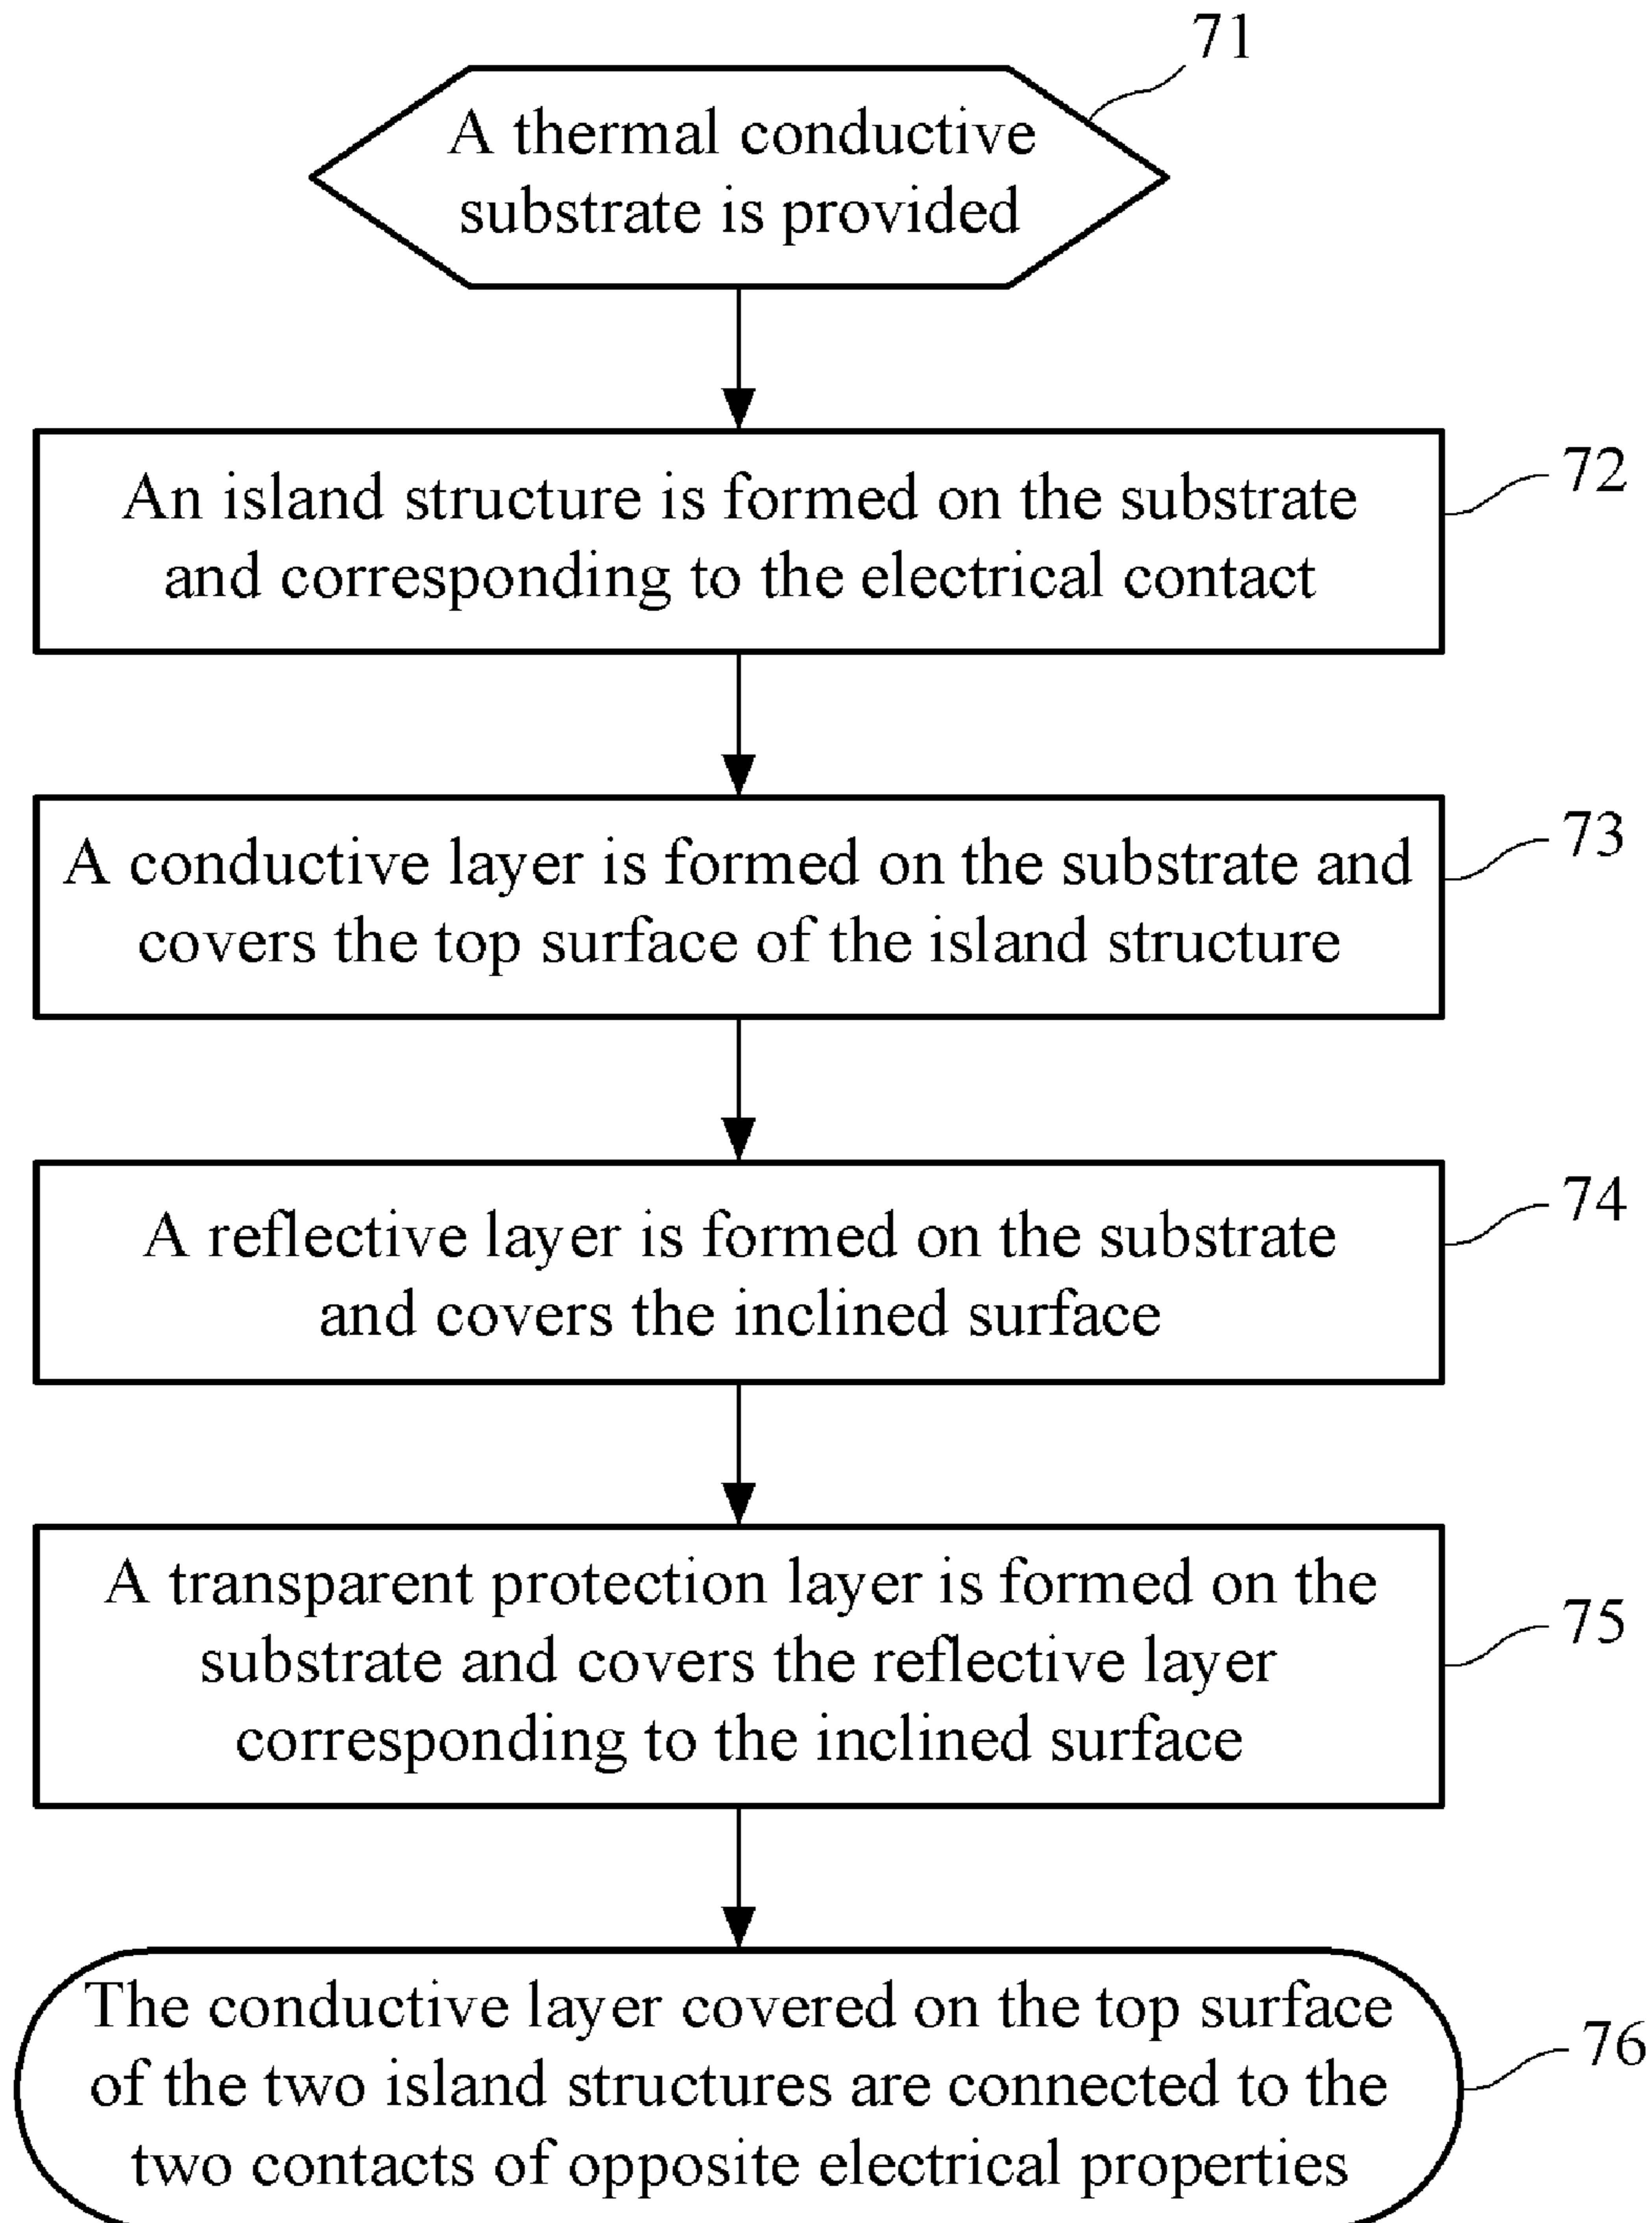 71
A thermal conductive
substrate is provided
72
An island structure is formed on the substrate
and corresponding to the electrical contact
73
A conductive layer is formed on the substrate and
covers the top surface of the island structure
74
A reflective layer is formed on the substrate
and covers the inclined surface
A transparent protection layer is formed on the
75
substrate and covers the reflective layer
corresponding to the inclined surface
The conductive layer covered on the top surface
76
of the two island structures are connected to the
two contacts of opposite electrical properties